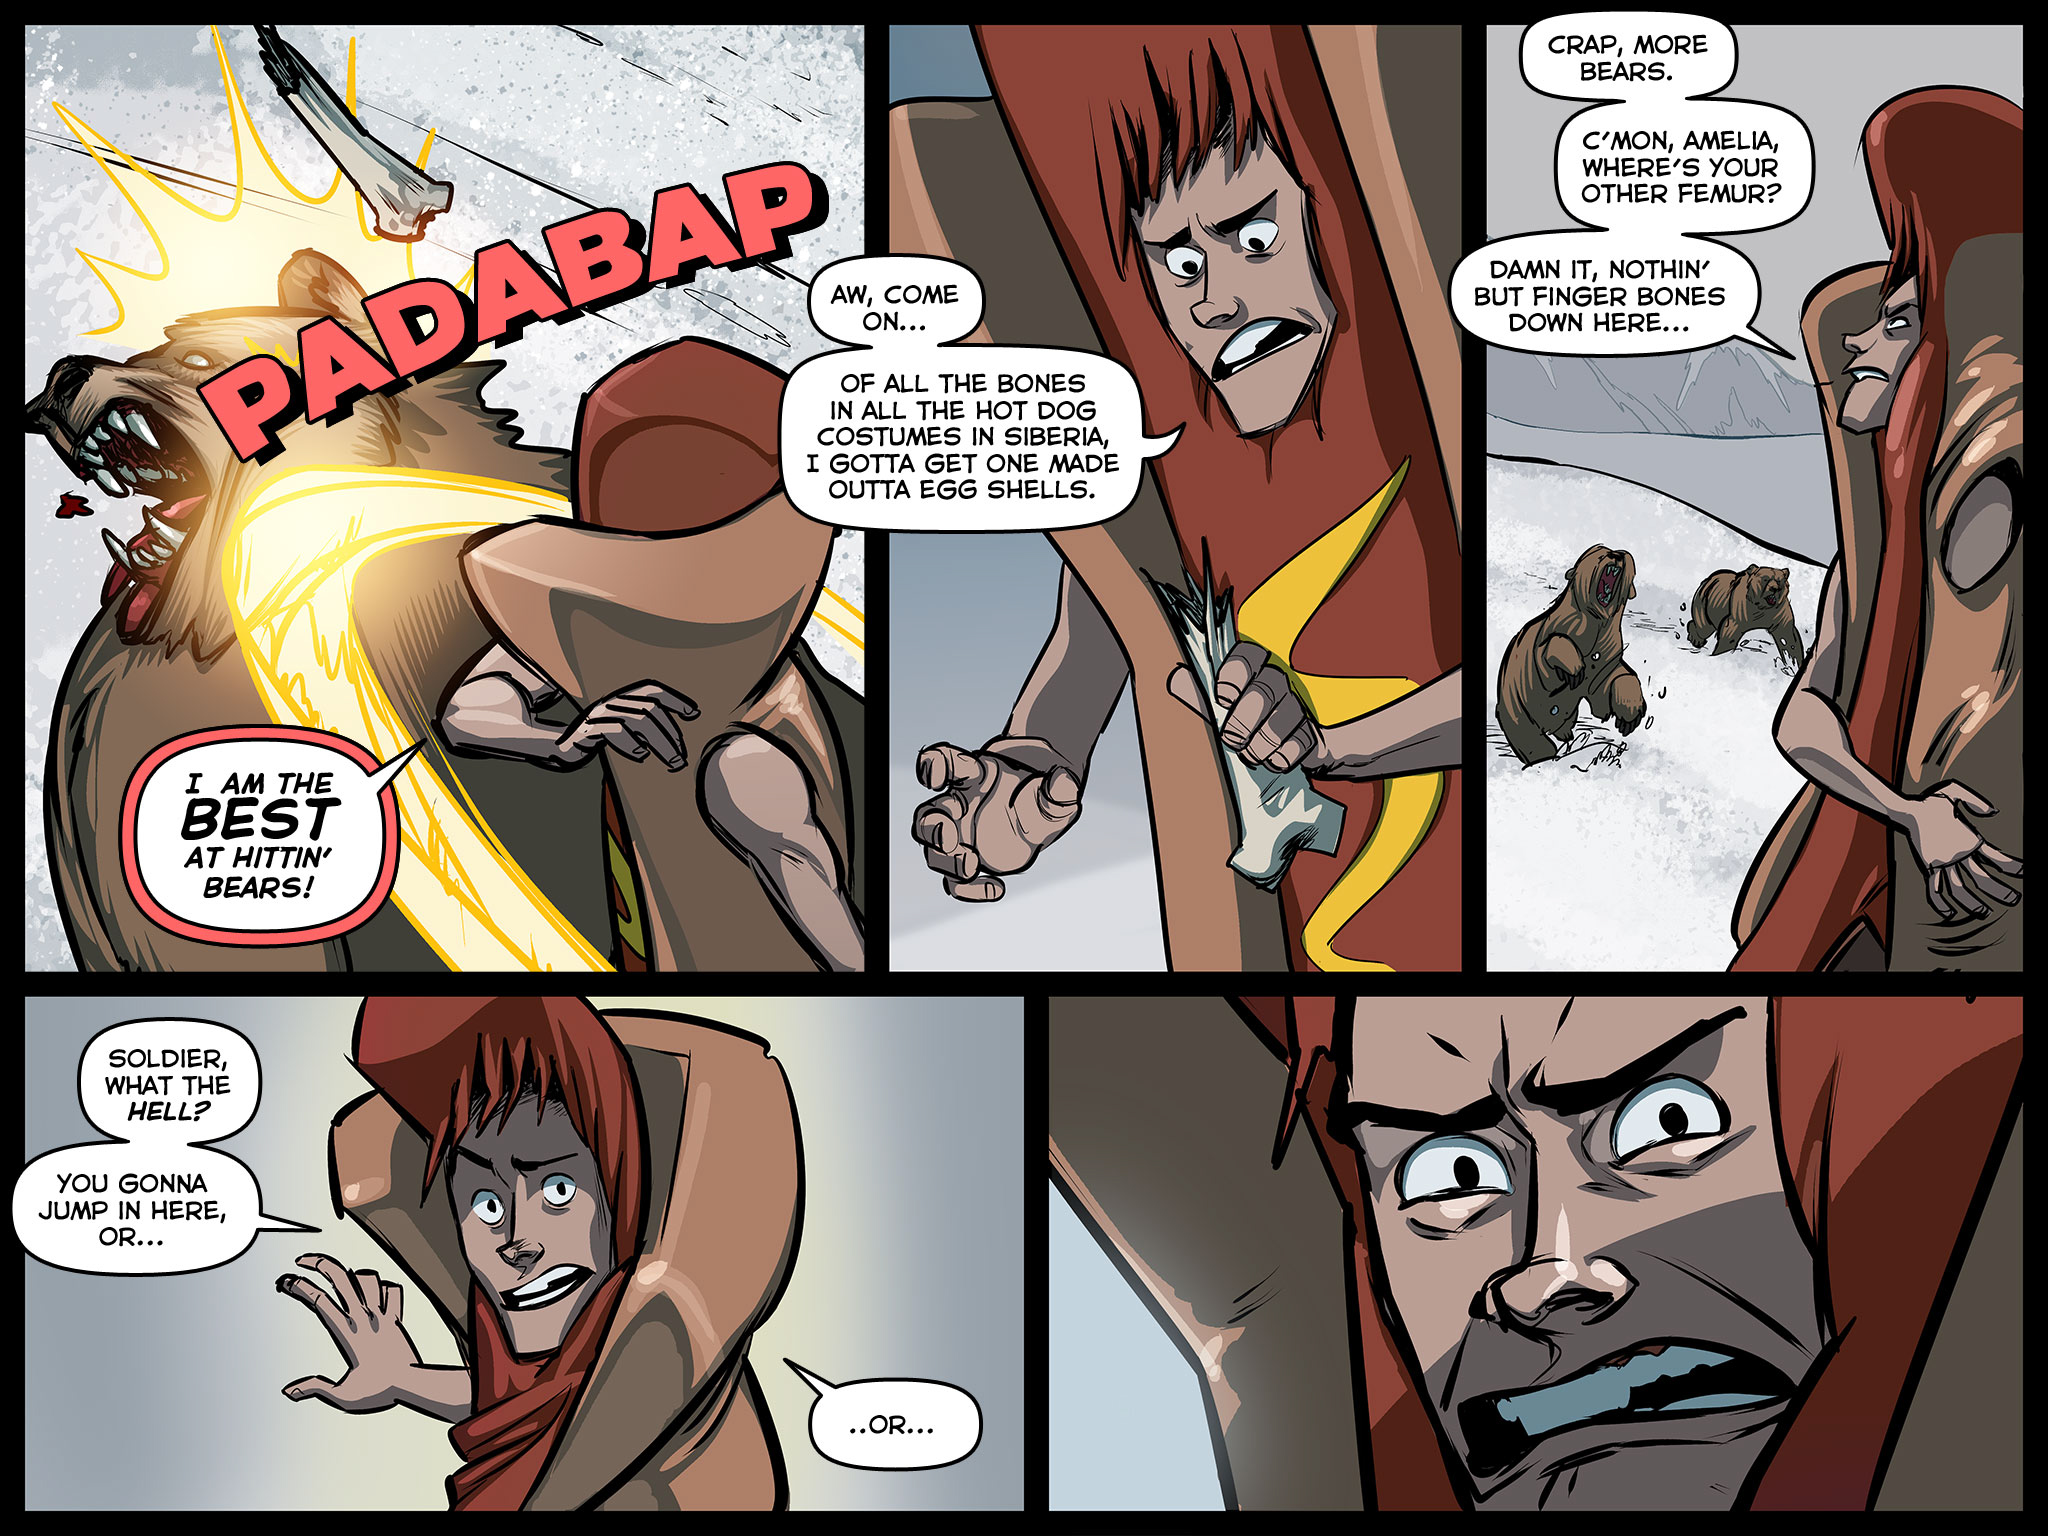 PADABAP
I AM THE
BEST
AT HITTIN'
BEARS!
AW, COME
ON...
OF ALL THE BONES
IN ALL THE HOT DOG
COSTUMES IN SIBERIA,
I GOTTA GET ONE MADE
OUTTA EGG SHELLS.
CRAP, MORE
BEARS.
C'MON, AMELIA,
WHERE'S YOUR
OTHER FEMUR?
DAMN IT, NOTHIN'
BUT FINGER BONES
DOWN HERE...
SOLDIER,
WHAT THE
HELL?
YOU GONNA
JUMP IN HERE,
OR...
..OR...